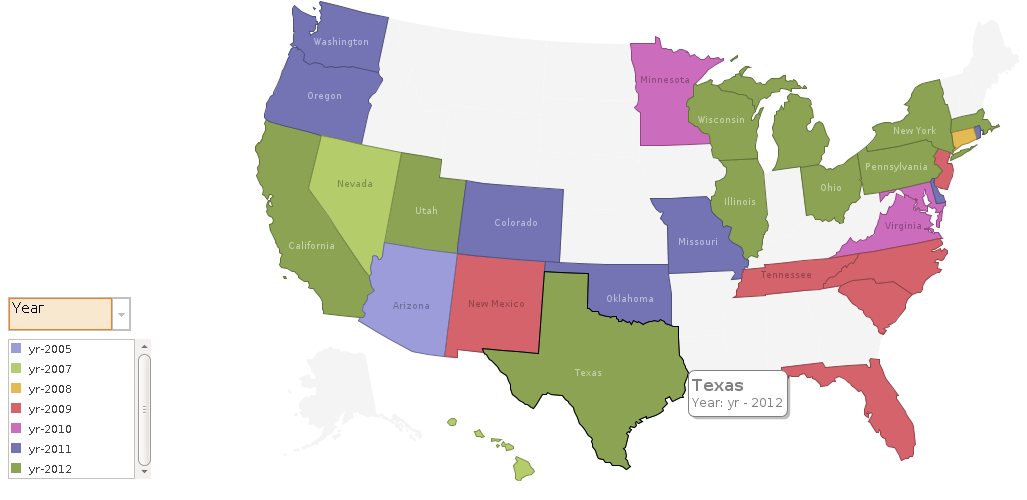 Washington
Oregon
Minnesota
Wisconsin
New York
Pennsylvania
Nevada
Utah
Ohio
Illinois
Colorado
Virginia
California
Missouri
Tennessee
Arizona
New Mexico
Oklahoma
Texas
Texas
Year: yr - 2012
Year
yr-2005
yr-2007
yr-2008
yr-2009
yr-2010
yr-2011
yr-2012